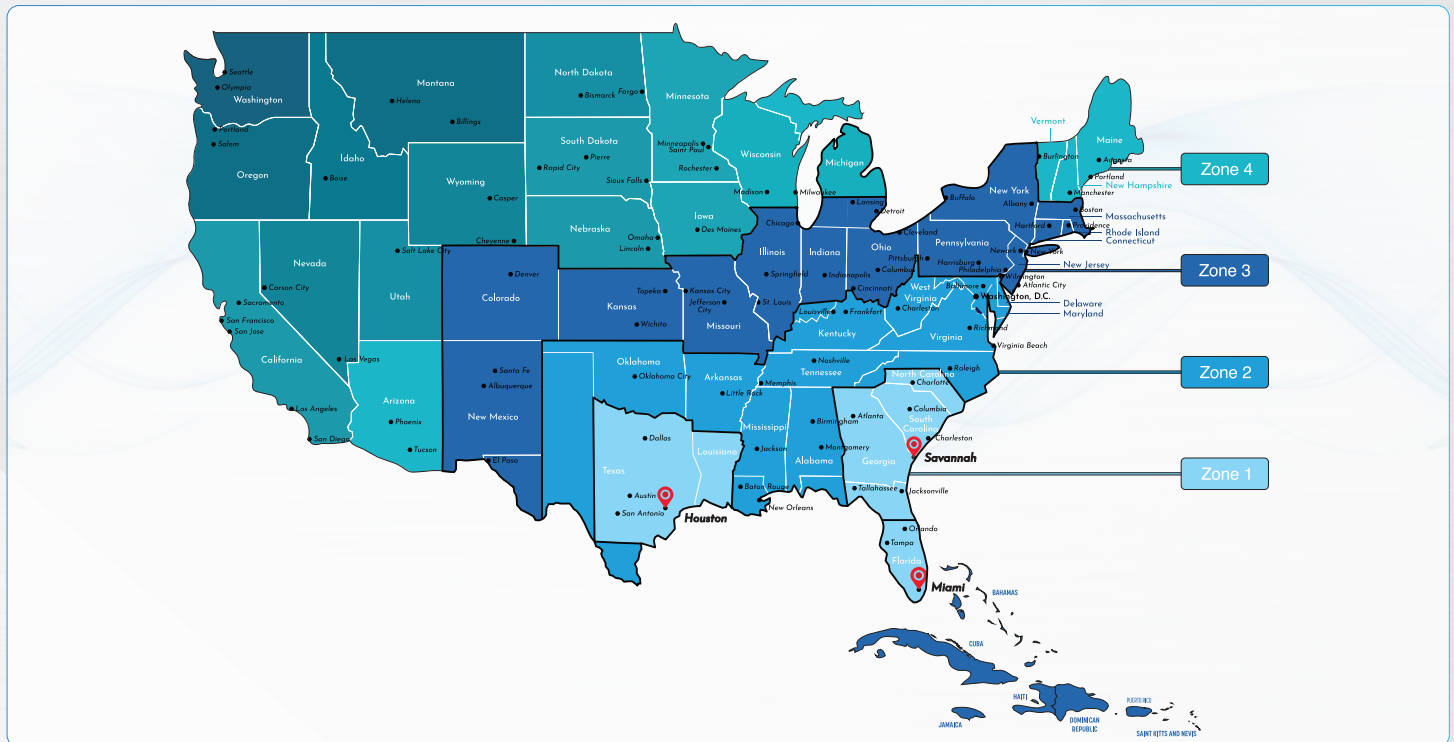 Seattle
Olympia
Washington
Montana
Helena
Billings
North Dakota
Bismark
Fargo
Minnesota
Minneapolis
Saint Paul
Rochester
Portland
Salem
Oregon
Idaho
Boise
Wyoming
Casper
Cheyenne
South Dakota
Pierre
Rapid City
Sioux Falls
Wisconsin
Madison
Milwaukee
Michigan
Lansing
Detroit
Vermont
Burlington
Maine
Augusta
Portland
New Hampshire
Manchester
Zone 4
New York
Buffalo
Albany
Boston
Massachusetts
Hartford
Providence
Rhode Island
Connecticut
Nebraska
Omaha
Lincoln
Iowa
Des Moines
Chicago
Illinois
Springfield
Indiana
Indianapolis
Ohio
Cleveland
Columbus
Cincinnati
Pennsylvania
Pittsburgh
Harrisburg
Philadelphia
Newark
New York
New Jersey
Zone 3
Wilmington
Atlantic City
Baltimore
Washington, D.C.
Delaware
Maryland
Nevada
Carson City
Las Vegas
Salt Lake City
Utah
Sacramento
San Francisco
San Jose
California
Los Angeles
San Diego
Colorado
Denver
Kansas
Topeka
Wichita
Kansas City
Jefferson
City
St. Louis
Missouri
Louisville
Frankfort
Kentucky
West
Virginia
Charleston
Virginia
Richmond
Virginia Beach
Arizona
Phoenix
Tucson
New Mexico
Santa Fe
Albuquerque
El Paso
Oklahoma
Oklahoma City
Arkansas
Little Rock
Nashville
Tennessee
Memphis
North Carolina
Raleigh
Charlotte
Zone 2
Columbia
South
Carolina
Charleston
Savannah
Mississippi
Jackson
Birmingham
Montgomery
Alabama
Atlanta
Georgia
Zone 1
Dallas
Texas
Austin
San Antonio
Houston
Louisiana
Baton Rouge
New Orleans
Tallahassee
Jacksonville
Orlando
Tampa
Florida
Miami
BAHAMAS
CUBA
HAITI
JAMAICA
DOMINICAN
REPUBLIC
PUERTO RICO
SAINT KITTS AND NEVIS